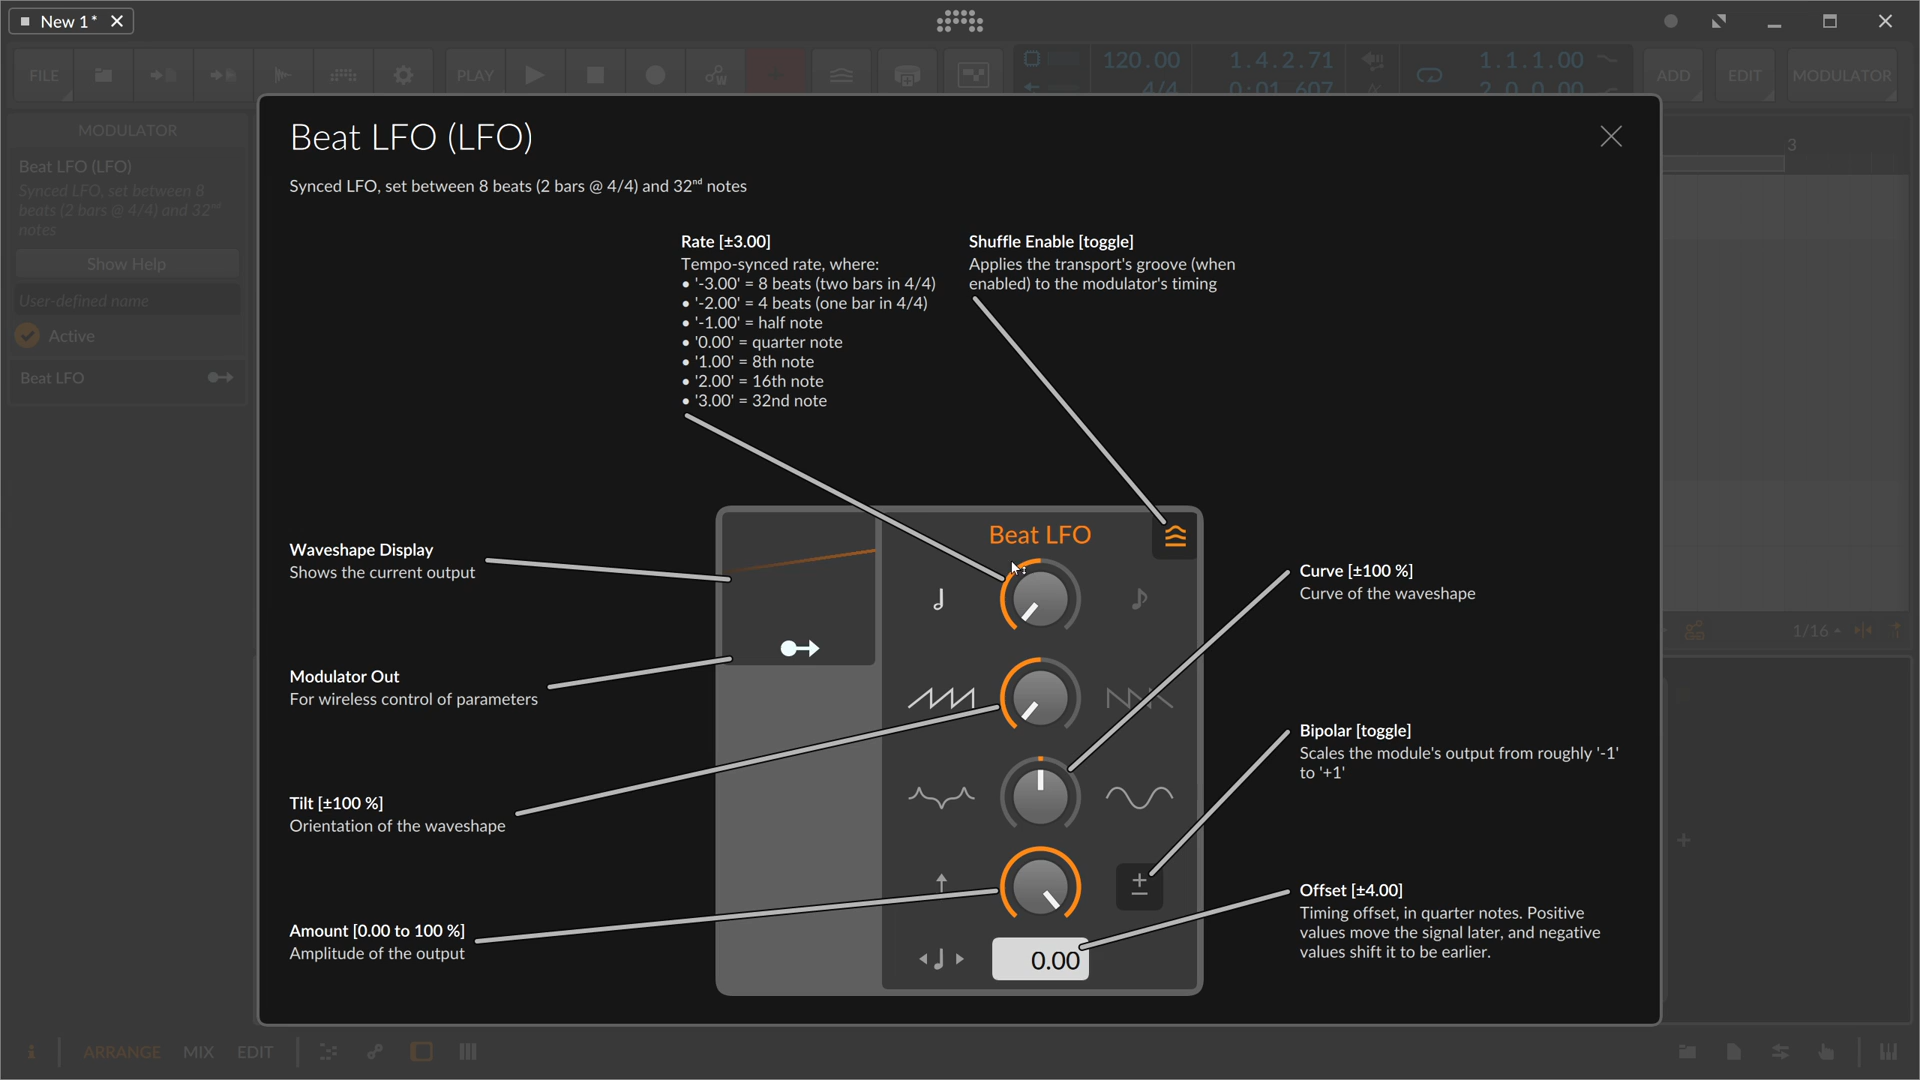 New 1*
FILE
PLAY
120.00
4/4
1.4.2.71
0:01.607
1.1.1.00
2.0.0.00
ADD
EDIT
MODULATOR
MODULATOR
Beat LFO (LFO)
Synced LFO, set between 8
beats (2 bars @ 4/4) and 32nd
notes
Show Help
User-defined name
Active
Beat LFO
3
Beat LFO (LFO)
Synced LFO, set between 8 beats (2 bars @ 4/4) and 32nd notes
Rate [±3.00]
Tempo-synced rate, where:
• '-3.00' = 8 beats (two bars in 4/4)
• '-2.00' = 4 beats (one bar in 4/4)
• '-1.00' = half note
• '0.00' = quarter note
• '1.00' = 8th note
• '2.00' = 16th note
• '3.00' = 32nd note
Shuffle Enable [toggle]
Applies the transport's groove (when
enabled) to the modulator's timing
Waveshape Display
Shows the current output
Modulator Out
For wireless control of parameters
Tilt [±100 %]
Orientation of the waveshape
Amount [0.00 to 100 %]
Amplitude of the output
Beat LFO
±
0.00
Curve [±100 %]
Curve of the waveshape
Bipolar [toggle]
Scales the module's output from roughly '-1'
to '+1'
Offset [±4.00]
Timing offset, in quarter notes. Positive
values move the signal later, and negative
values shift it to be earlier.
1/16
ARRANGE
MIX
EDIT